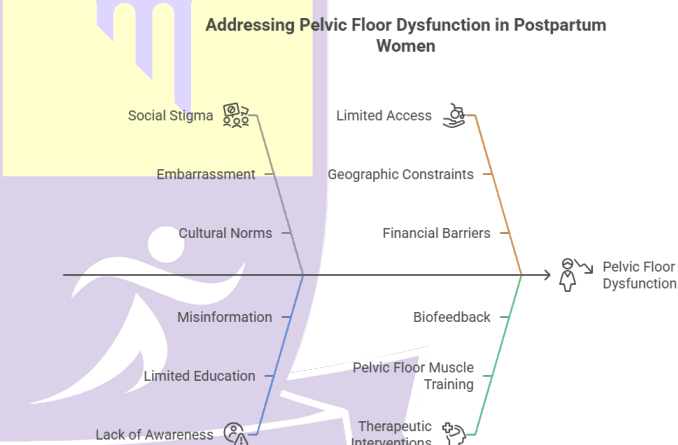 Addressing Pelvic Floor Dysfunction in Postpartum
Women
Social Stigma
Limited Access
Embarrassment
Geographic Constraints
Cultural Norms
Financial Barriers
Pelvic Floor
Dysfunction
Misinformation
Biofeedback
Limited Education
Pelvic Floor Muscle
Training
Lack of Awareness
Therapeutic
Interventions